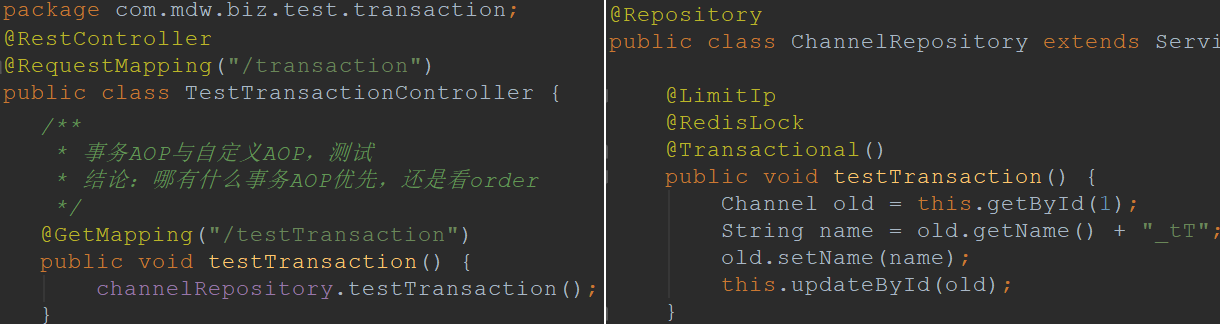 package com.mdw.biz.test.transaction;
@RestController
@RequestMapping("/transaction")
public class TestTransactionController {
/**
* 事务AOP与自定义AOP，测试
* 结论：哪有什么事务AOP优先，还是看order
*/
@GetMapping("/testTransaction")
public void testTransaction() {
channelRepository.testTransaction();
}
@Repository
public class ChannelRepository extends Servi
@LimitIp
@RedisLock
@Transactional()
public void testTransaction() {
Channel old = this.getById(1);
String name = old.getName() + "_tT";
old.setName(name);
this.updateById(old);
}